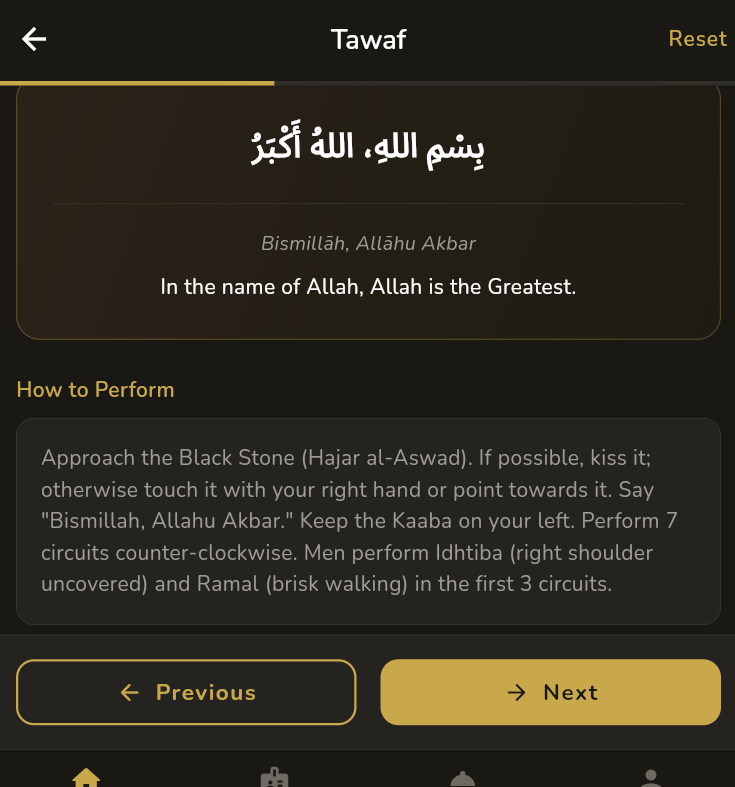 Tawaf
Reset
بِسْمِ اللهِ، اللهُ أَكْبَرُ
Bismillāh, Allāhu Akbar
In the name of Allah, Allah is the Greatest.
How to Perform
Approach the Black Stone (Hajar al-Aswad). If possible, kiss it;
otherwise touch it with your right hand or point towards it. Say
"Bismillah, Allahu Akbar." Keep the Kaaba on your left. Perform 7
circuits counter-clockwise. Men perform Idhtiba (right shoulder
uncovered) and Ramal (brisk walking) in the first 3 circuits.
Previous
Next